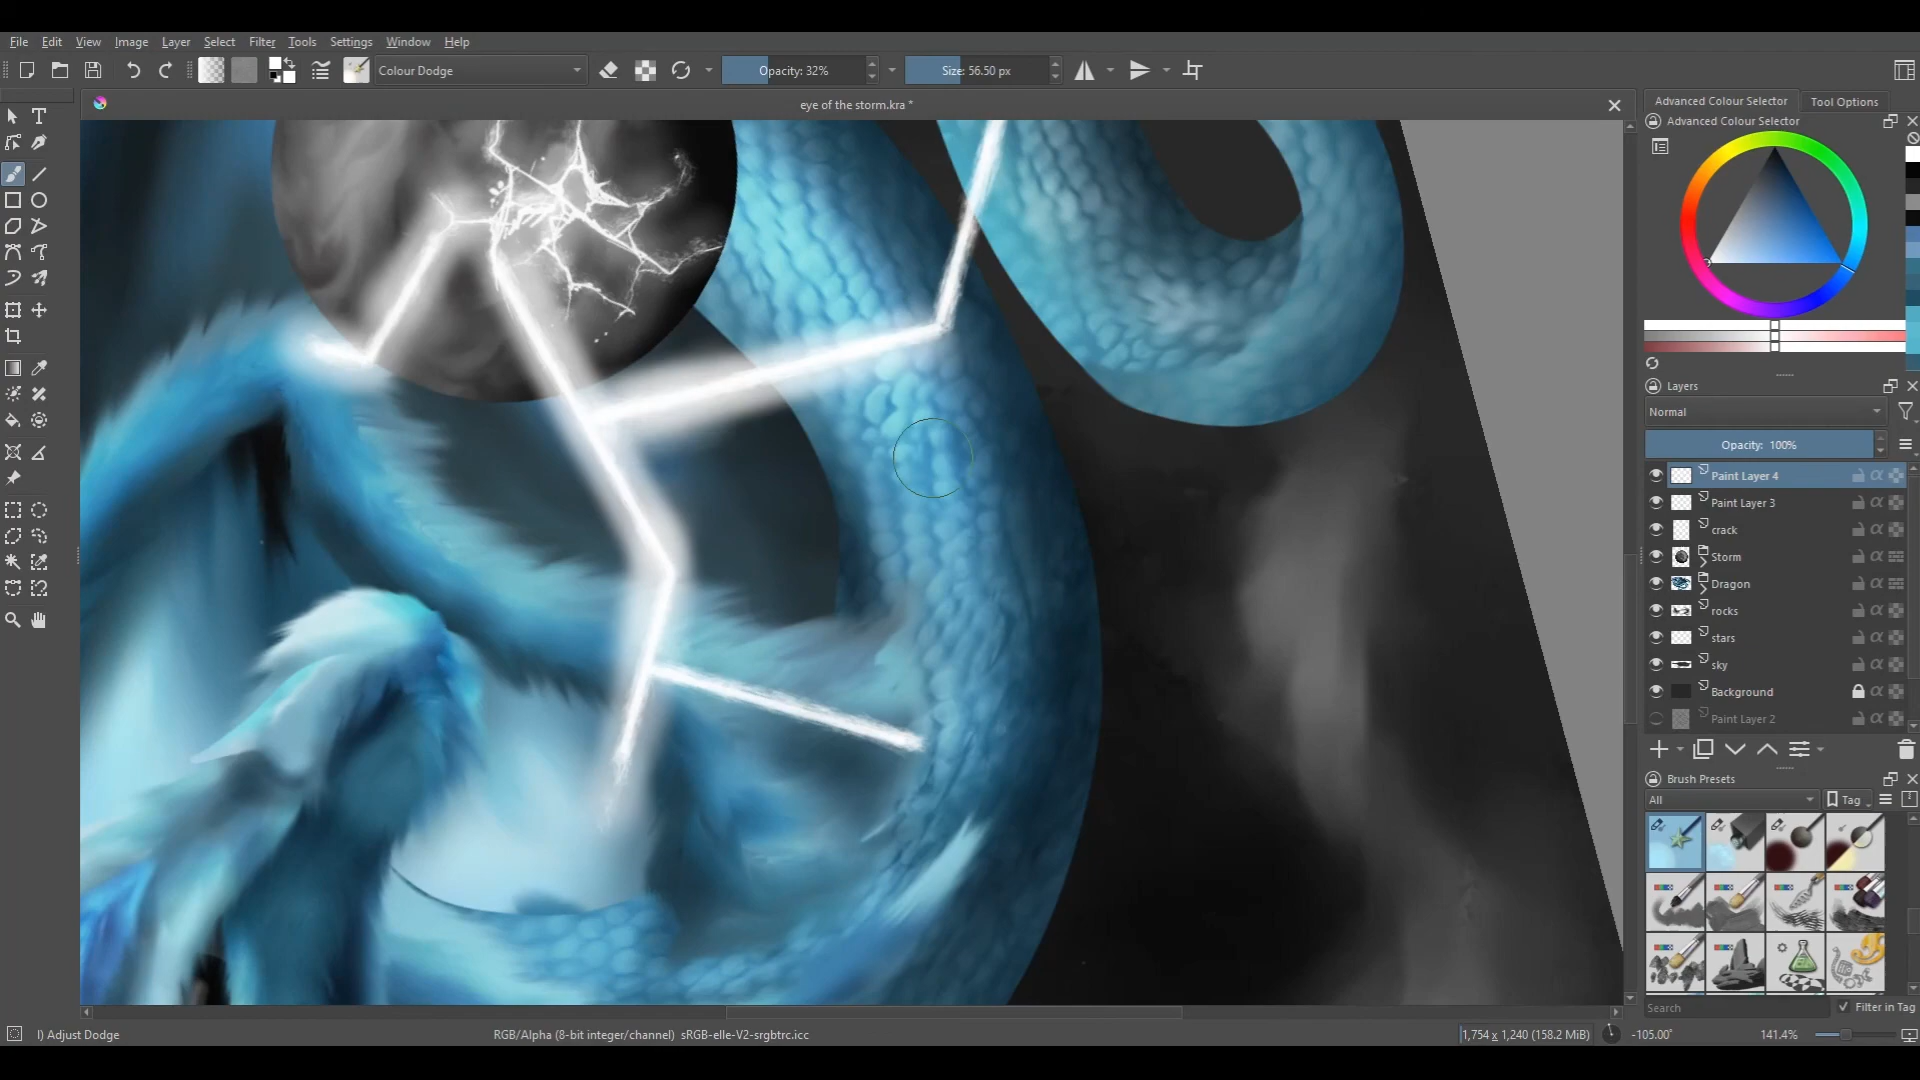 File Edit View Image Layer Select Filter Tools Settings Window Help
Colour Dodge
Opacity: 32%
Size: 56.50 px
eye of the storm.kra *
Advanced Colour Selector
Tool Options
Advanced Colour Selector
Layers
Normal
Opacity: 100%
Paint Layer 4
Paint Layer 3
crack
Storm
Dragon
rocks
stars
sky
Background
Paint Layer 2
Brush Presets
All
Tag
Search
Filter in Tag
I) Adjust Dodge
RGB/Alpha (8-bit integer/channel) sRGB-elle-V2-srgbtrc.icc
1,754 x 1,240 (158.2 MiB)
-105.00°
141.4%